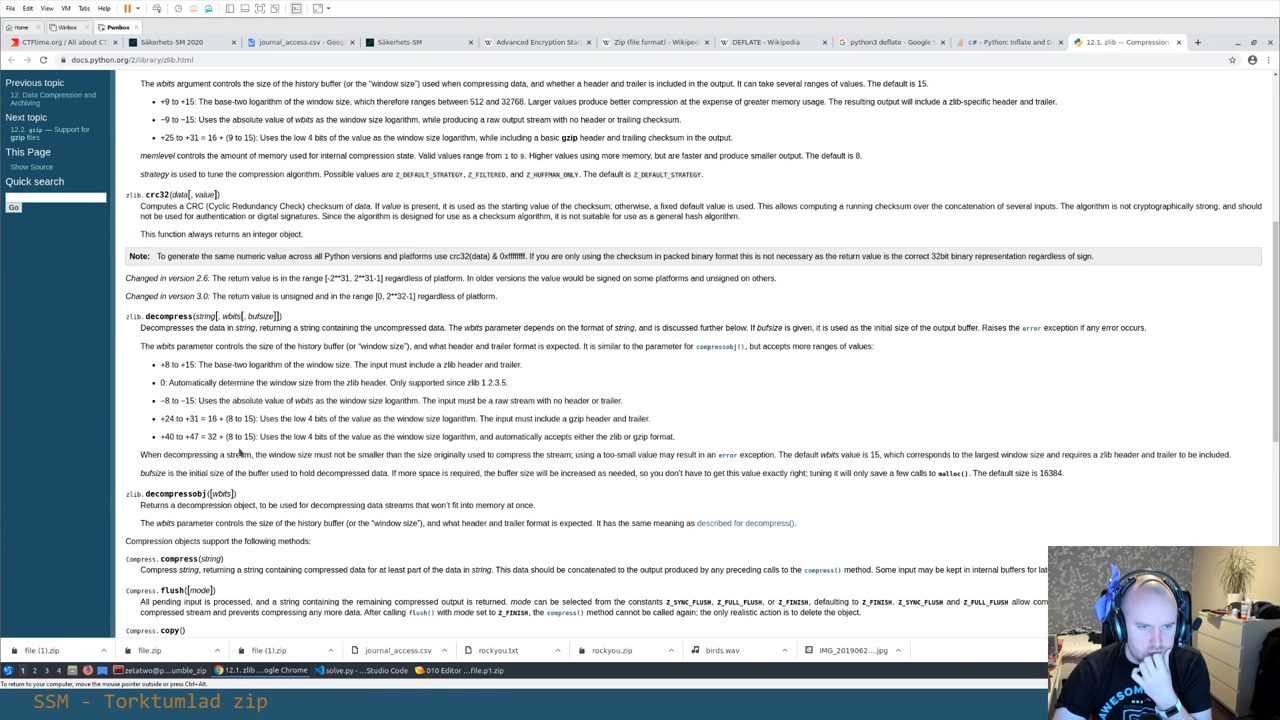 File Edit View VM Tabs Help
Home Winbox Pwnbox
CTFtime.org / All about CT Säkerhets-SM 2020 journal_access.csv - Goog Säkerhets-SM Advanced Encryption Stan Zip (file format) - Wikiped DEFLATE - Wikipedia python3 deflate - Google S c# - Python: Inflate and D 12.1. zlib — Compression
docs.python.org/2/library/zlib.html
Previous topic
12. Data Compression and
Archiving
Next topic
12.2. gzip — Support for
gzip files
This Page
Show Source
Quick search
Go
The wbits argument controls the size of the history buffer (or the “window size”) used when compressing data, and whether a header and trailer is included in the output. It can take several ranges of values. The default is 15.
• +9 to +15: The base-two logarithm of the window size, which therefore ranges between 512 and 32768. Larger values produce better compression at the expense of greater memory usage. The resulting output will include a zlib-specific header and trailer.
• −9 to −15: Uses the absolute value of wbits as the window size logarithm, while producing a raw output stream with no header or trailing checksum.
• +25 to +31 = 16 + (9 to 15): Uses the low 4 bits of the value as the window size logarithm, while including a basic gzip header and trailing checksum in the output.
memlevel controls the amount of memory used for internal compression state. Valid values range from 1 to 9. Higher values using more memory, but are faster and produce smaller output. The default is 8.
strategy is used to tune the compression algorithm. Possible values are Z_DEFAULT_STRATEGY, Z_FILTERED, and Z_HUFFMAN_ONLY. The default is Z_DEFAULT_STRATEGY.
zlib.crc32(data[, value])
Computes a CRC (Cyclic Redundancy Check) checksum of data. If value is present, it is used as the starting value of the checksum; otherwise, a fixed default value is used. This allows computing a running checksum over the concatenation of several inputs. The algorithm is not cryptographically strong, and should
not be used for authentication or digital signatures. Since the algorithm is designed for use as a checksum algorithm, it is not suitable for use as a general hash algorithm.
This function always returns an integer object.
Note: To generate the same numeric value across all Python versions and platforms use crc32(data) & 0xffffffff. If you are only using the checksum in packed binary format this is not necessary as the return value is the correct 32bit binary representation regardless of sign.
Changed in version 2.6: The return value is in the range [-2**31, 2**31-1] regardless of platform. In older versions the value would be signed on some platforms and unsigned on others.
Changed in version 3.0: The return value is unsigned and in the range [0, 2**32-1] regardless of platform.
zlib.decompress(string[, wbits[, bufsize]])
Decompresses the data in string, returning a string containing the uncompressed data. The wbits parameter depends on the format of string, and is discussed further below. If bufsize is given, it is used as the initial size of the output buffer. Raises the error exception if any error occurs.
The wbits parameter controls the size of the history buffer (or “window size”), and what header and trailer format is expected. It is similar to the parameter for compressobj(), but accepts more ranges of values:
• +8 to +15: The base-two logarithm of the window size. The input must include a zlib header and trailer.
• 0: Automatically determine the window size from the zlib header. Only supported since zlib 1.2.3.5.
• −8 to −15: Uses the absolute value of wbits as the window size logarithm. The input must be a raw stream with no header or trailer.
• +24 to +31 = 16 + (8 to 15): Uses the low 4 bits of the value as the window size logarithm. The input must include a gzip header and trailer.
• +40 to +47 = 32 + (8 to 15): Uses the low 4 bits of the value as the window size logarithm, and automatically accepts either the zlib or gzip format.
When decompressing a stream, the window size must not be smaller than the size originally used to compress the stream; using a too-small value may result in an error exception. The default wbits value is 15, which corresponds to the largest window size and requires a zlib header and trailer to be included.
bufsize is the initial size of the buffer used to hold decompressed data. If more space is required, the buffer size will be increased as needed, so you don’t have to get this value exactly right; tuning it will only save a few calls to malloc(). The default size is 16384.
zlib.decompressobj([wbits])
Returns a decompression object, to be used for decompressing data streams that won’t fit into memory at once.
The wbits parameter controls the size of the history buffer (or the “window size”), and what header and trailer format is expected. It has the same meaning as described for decompress().
Compression objects support the following methods:
Compress.compress(string)
Compress string, returning a string containing compressed data for at least part of the data in string. This data should be concatenated to the output produced by any preceding calls to the compress() method. Some input may be kept in internal buffers for lat
Compress.flush([mode])
All pending input is processed, and a string containing the remaining compressed output is returned. mode can be selected from the constants Z_SYNC_FLUSH, Z_FULL_FLUSH, or Z_FINISH, defaulting to Z_FINISH. Z_SYNC_FLUSH and Z_FULL_FLUSH allow com
compressed stream and prevents compressing any more data. After calling flush() with mode set to Z_FINISH, the compress() method cannot be called again; the only realistic action is to delete the object.
Compress.copy()
file (1).zip file.zip file (1).zip journal_access.csv rockyou.txt rockyou.zip birds.wav IMG_2019062....jpg
1 2 3 4 zetatwo@p...umble_zip 12.1. zlib ...ogle Chrome solve.py -...Studio Code 010 Editor ...file.p1.zip
To return to your computer, move the mouse pointer outside or press Ctrl+Alt.
SSM - Torktumlad zip
AWESOM